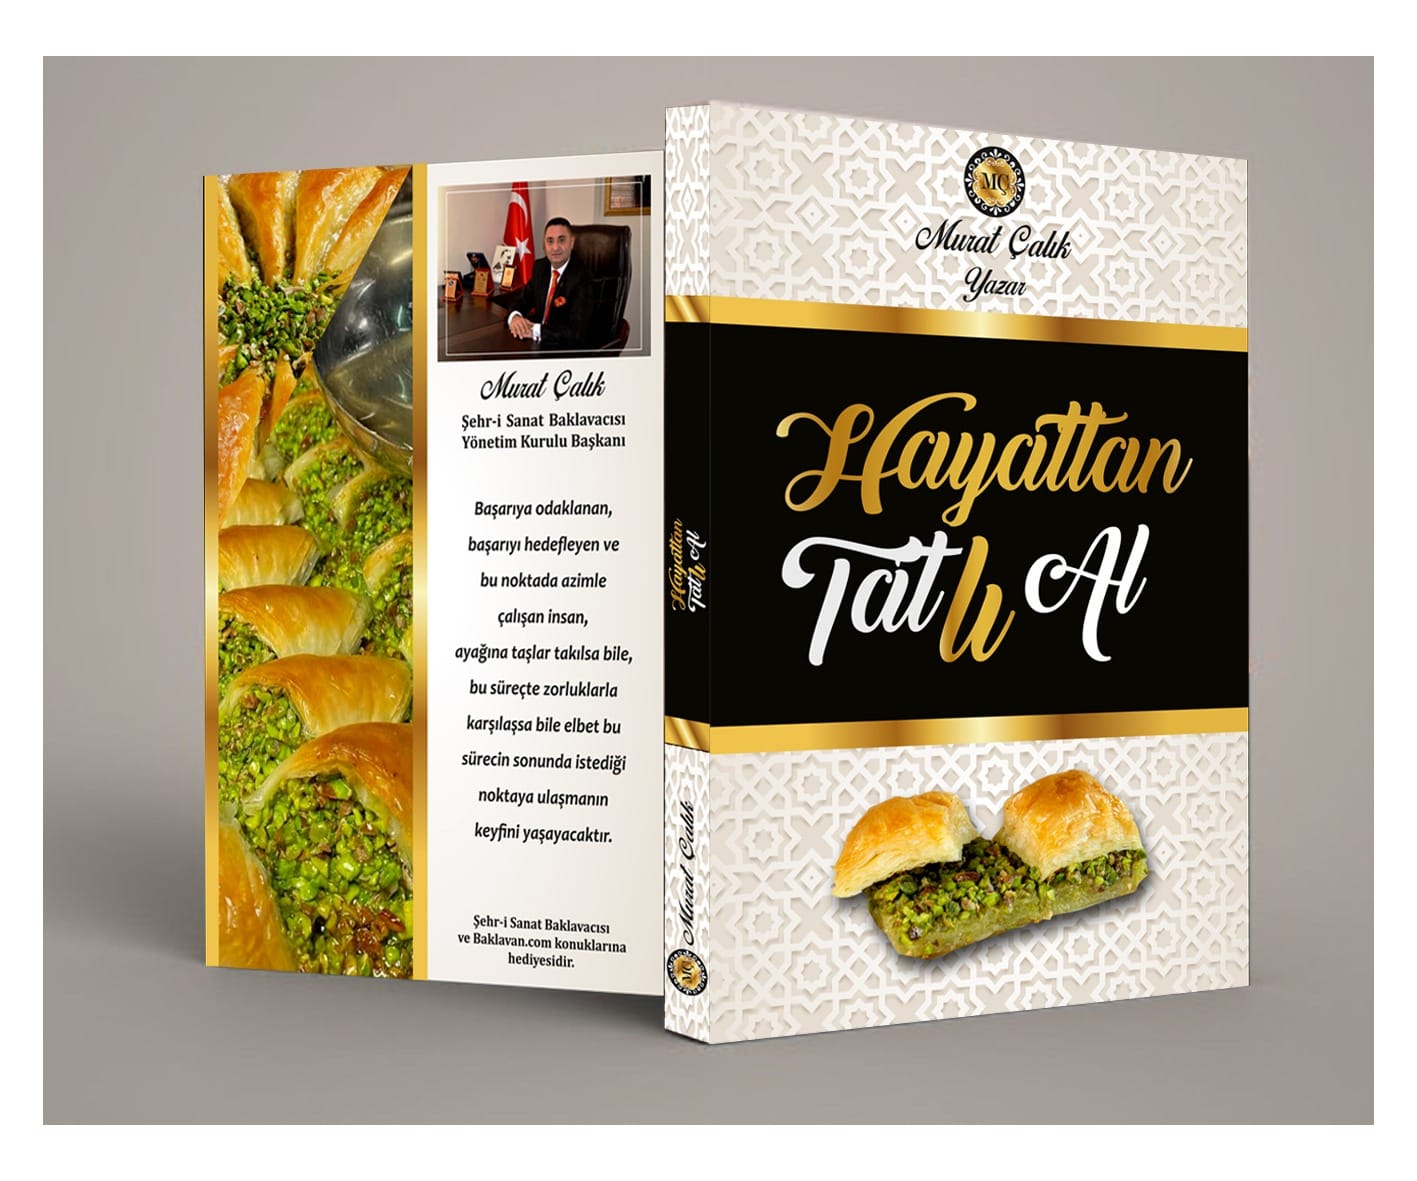 Murat Çalık
Şehr-i Sanat Baklavacısı
Yönetim Kurulu Başkanı
Başarıya odaklanan,
başarıyı hedefleyen ve
bu noktada azimle
çalışan insan,
ayağına taşlar takılsa bile,
bu süreçte zorluklarla
karşılaşsa bile elbet bu
sürecin sonunda istediği
noktaya ulaşmanın
keyfini yaşayacaktır.
Şehr-i Sanat Baklavacısı
ve Baklavan.com konuklarına
hediyesidir.
Hayattan
Tatlı Al
Murat Çalık
MÇ
MÇ
Murat Çalık
Yazar
Hayattan
Tatlı Al